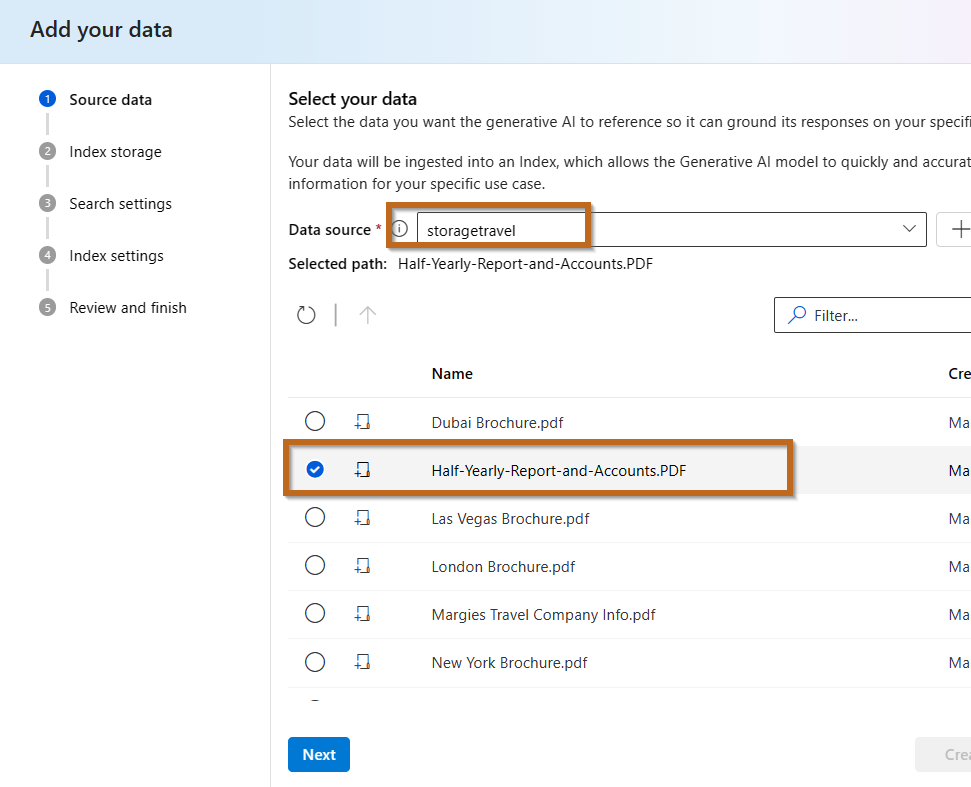 Add your data
1 Source data
2 Index storage
3 Search settings
4 Index settings
5 Review and finish
Select your data
Select the data you want the generative AI to reference so it can ground its responses on your specifi
Your data will be ingested into an Index, which allows the Generative AI model to quickly and accurat
information for your specific use case.
Data source * storagetravel
Selected path: Half-Yearly-Report-and-Accounts.PDF
Filter...
Name Cre
Dubai Brochure.pdf Ma
Half-Yearly-Report-and-Accounts.PDF Ma
Las Vegas Brochure.pdf Ma
London Brochure.pdf Ma
Margies Travel Company Info.pdf Ma
New York Brochure.pdf Ma
Next Crea